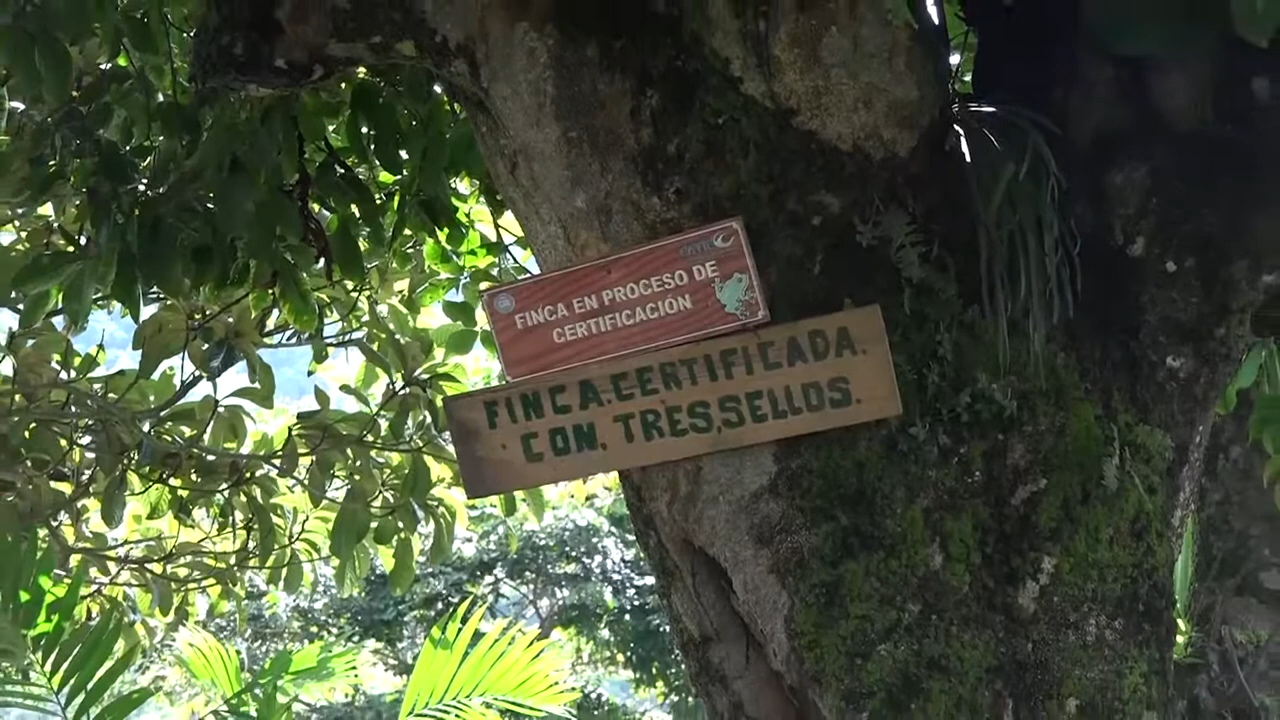 FINCA EN PROCESO DE
CERTIFICACIÓN
FINCA.CERTIFICADA.
CON. TRES,SELLOS.